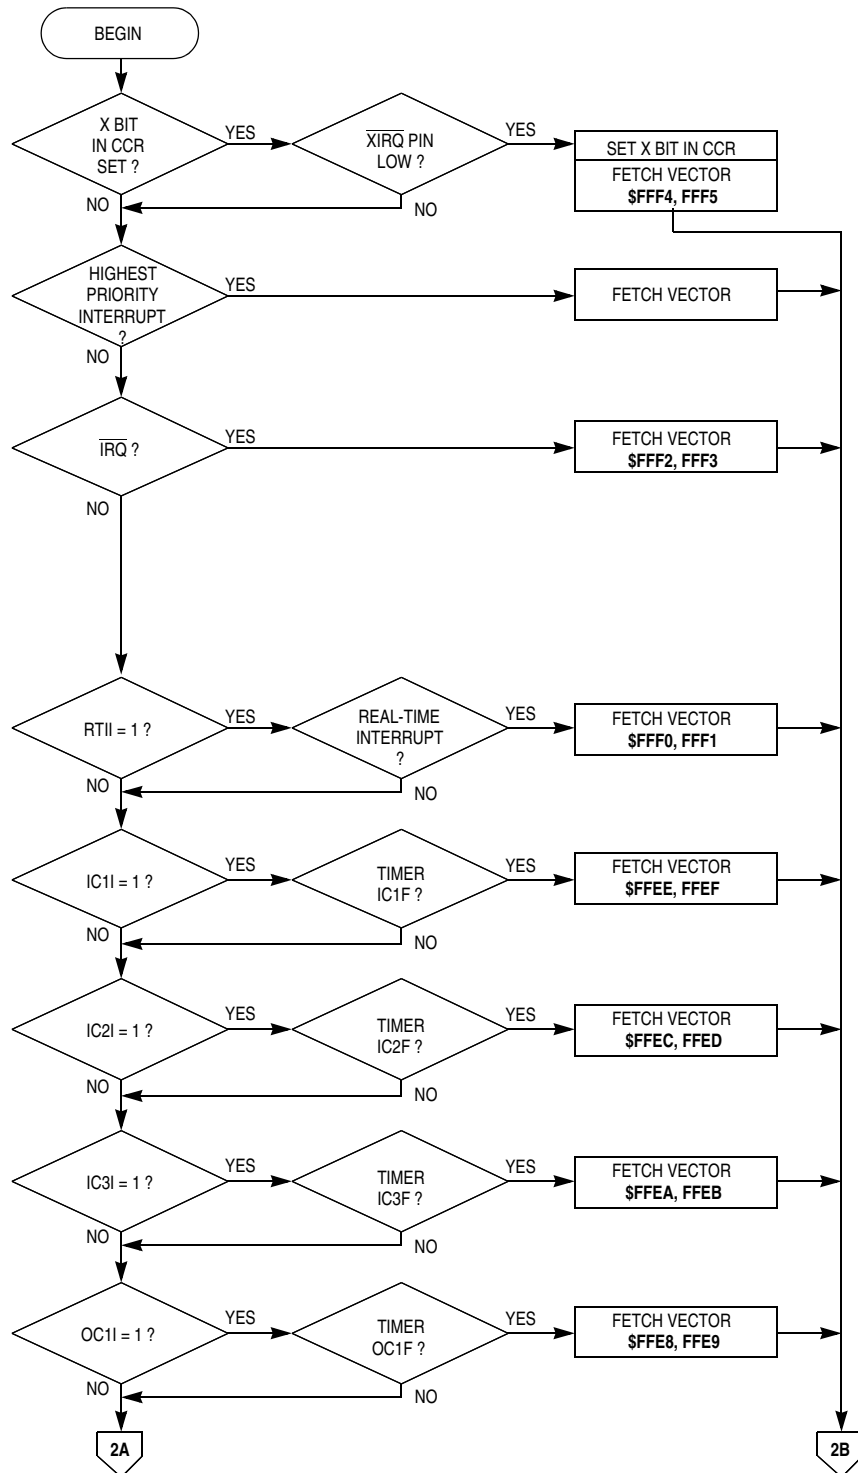 BEGIN
X BIT
IN CCR
SET ?
YES
XIRQ PIN
LOW ?
YES
SET X BIT IN CCR
FETCH VECTOR
$FFF4, FFF5
NO
NO
HIGHEST
PRIORITY
INTERRUPT
?
YES
FETCH VECTOR
NO
IRQ ?
YES
FETCH VECTOR
$FFF2, FFF3
NO
RTII = 1 ?
YES
REAL-TIME
INTERRUPT
?
YES
FETCH VECTOR
$FFF0, FFF1
NO
NO
IC1I = 1 ?
YES
TIMER
IC1F ?
YES
FETCH VECTOR
$FFEE, FFEF
NO
NO
IC2I = 1 ?
YES
TIMER
IC2F ?
YES
FETCH VECTOR
$FFEC, FFED
NO
NO
IC3I = 1 ?
YES
TIMER
IC3F ?
YES
FETCH VECTOR
$FFEA, FFEB
NO
NO
OC1I = 1 ?
YES
TIMER
OC1F ?
YES
FETCH VECTOR
$FFE8, FFE9
NO
NO
2A
2B